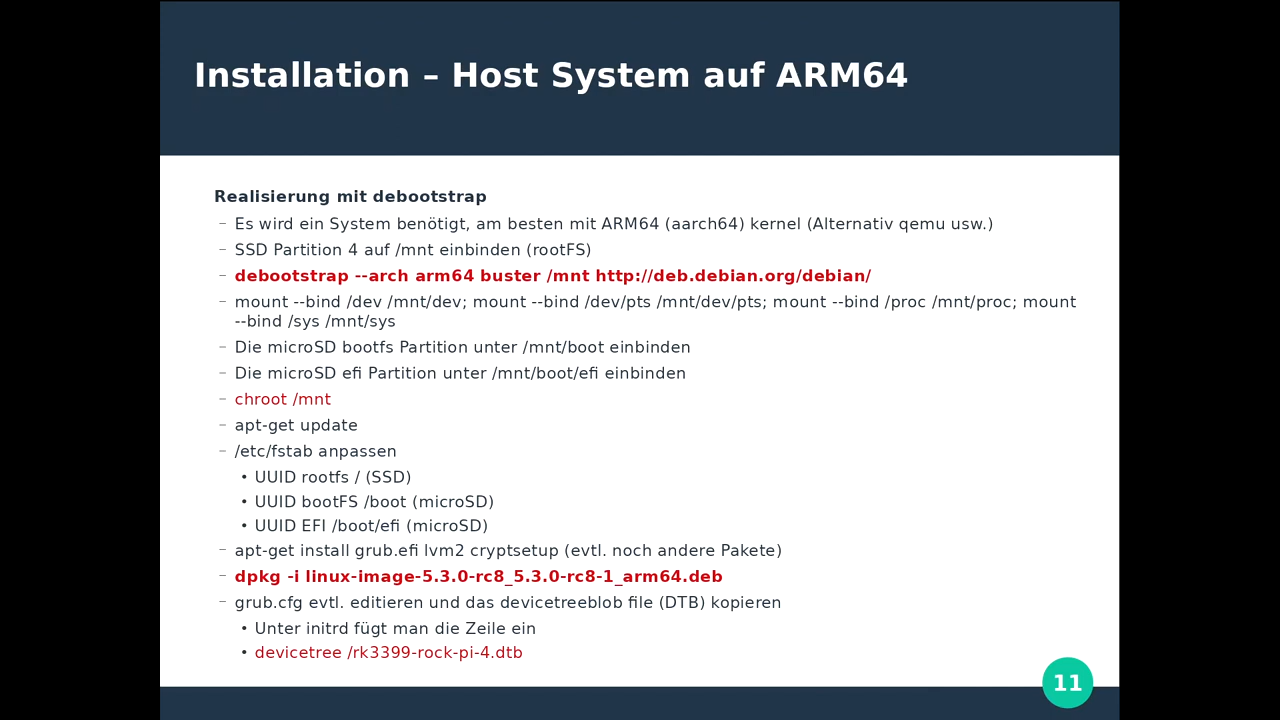 Installation – Host System auf ARM64
Realisierung mit debootstrap
– Es wird ein System benötigt, am besten mit ARM64 (aarch64) kernel (Alternativ qemu usw.)
– SSD Partition 4 auf /mnt einbinden (rootFS)
– debootstrap --arch arm64 buster /mnt http://deb.debian.org/debian/
– mount --bind /dev /mnt/dev; mount --bind /dev/pts /mnt/dev/pts; mount --bind /proc /mnt/proc; mount
--bind /sys /mnt/sys
– Die microSD bootfs Partition unter /mnt/boot einbinden
– Die microSD efi Partition unter /mnt/boot/efi einbinden
– chroot /mnt
– apt-get update
– /etc/fstab anpassen
• UUID rootfs / (SSD)
• UUID bootFS /boot (microSD)
• UUID EFI /boot/efi (microSD)
– apt-get install grub.efi lvm2 cryptsetup (evtl. noch andere Pakete)
– dpkg -i linux-image-5.3.0-rc8_5.3.0-rc8-1_arm64.deb
– grub.cfg evtl. editieren und das devicetreeblob file (DTB) kopieren
• Unter initrd fügt man die Zeile ein
• devicetree /rk3399-rock-pi-4.dtb
11